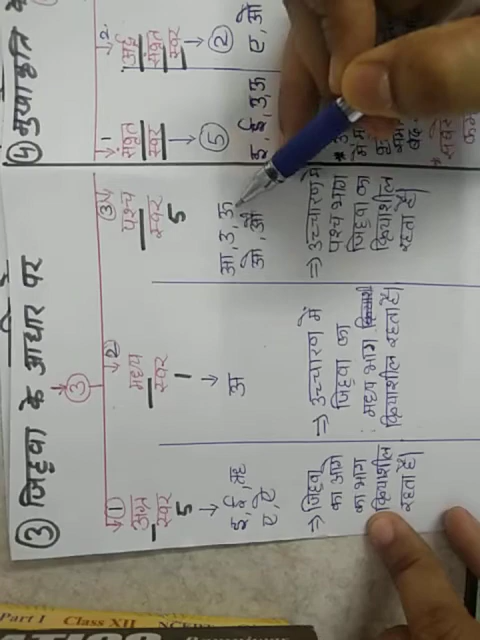 ③ जिह्वा के आधार पर
③
①
अग्र
स्वर
5
इ, ई, ऋ
ए, ऐ
⇒ जिह्वा
का आगे
का भाग
क्रियाशील
रहता है।
②
मध्य
स्वर
1
अ
⇒ उच्चारण में
जिह्वा का
मध्य भाग
क्रियाशील रहता है।
③
पश्च
स्वर
5
आ, उ, ऊ
ओ, औ
⇒ उच्चारण में
पश्च भाग
जिह्वा का
क्रियाशील
रहता है।
④ मुखाकृति के
1
संवृत
स्वर
⑤
इ, ई, उ, ऊ
2.
अर्द्ध
संवृत
स्वर
②
ए, ओ
Part I Class XII